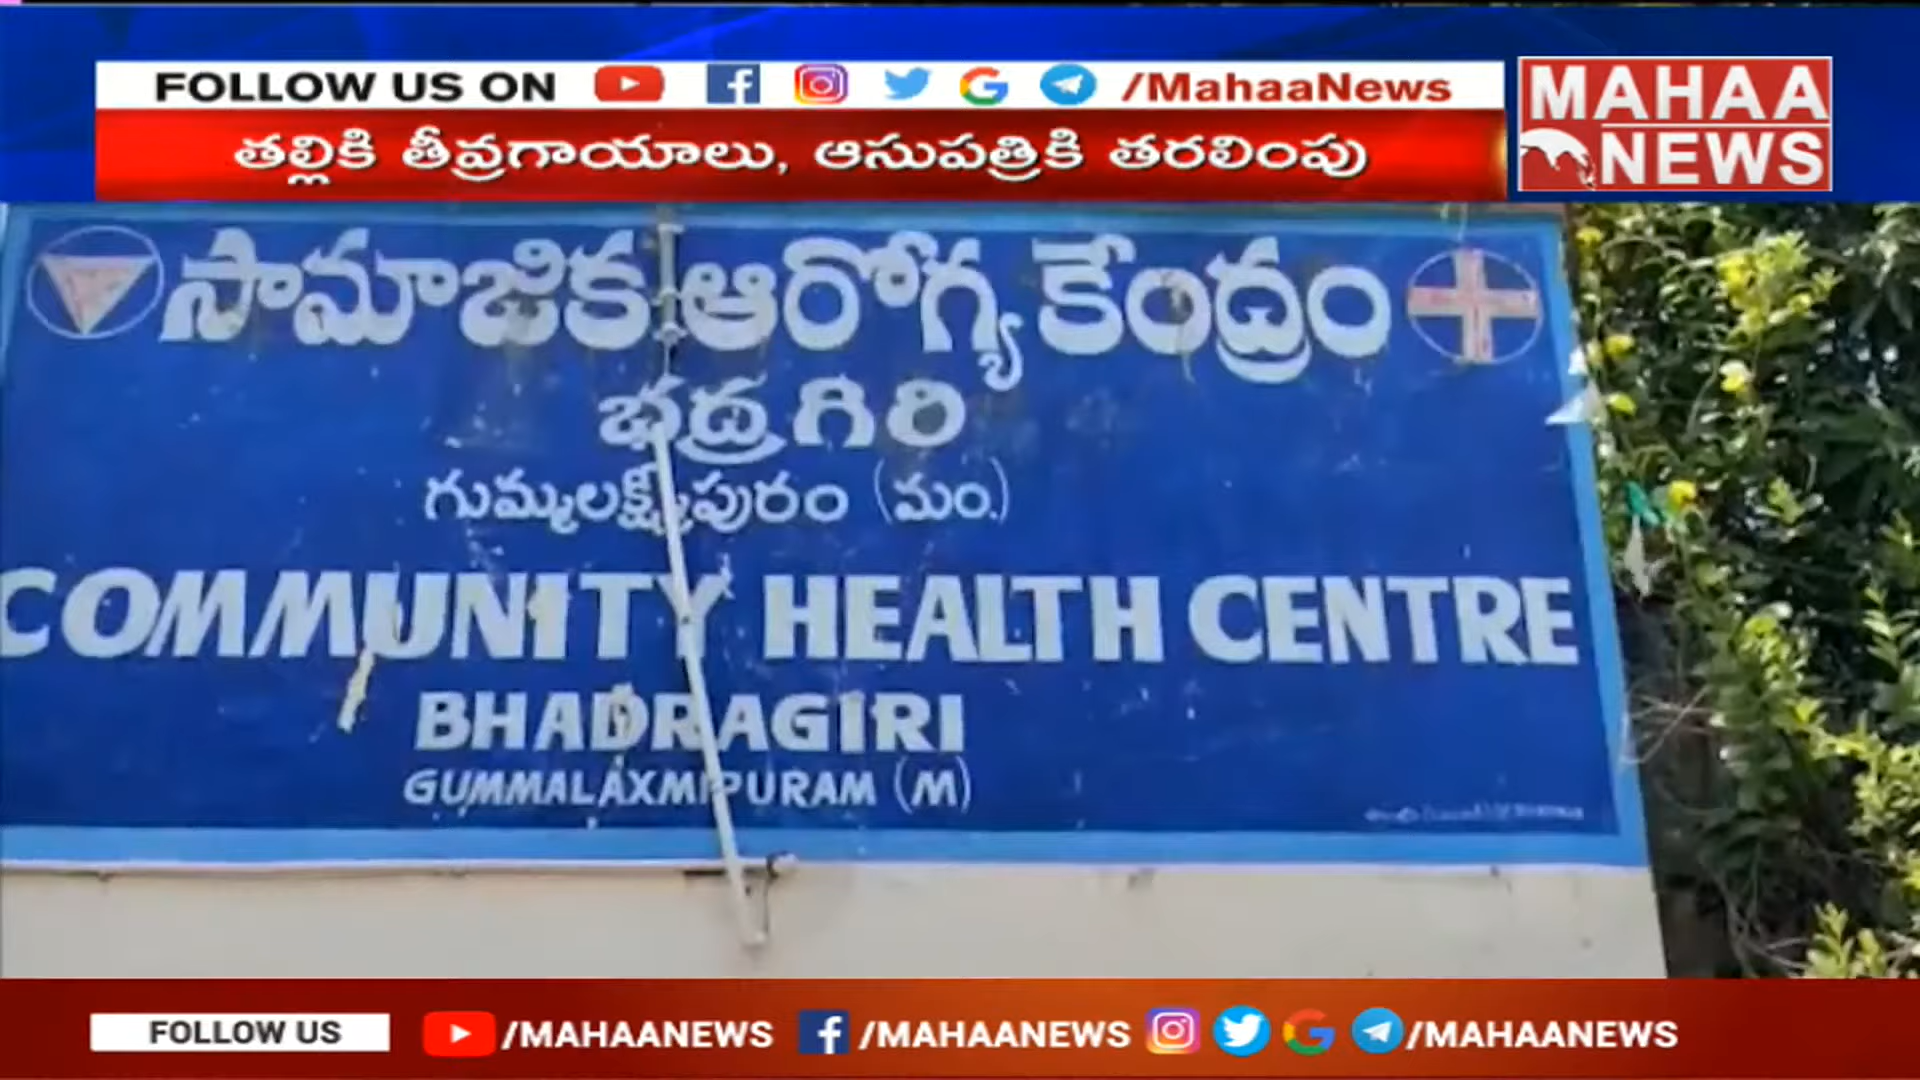 FOLLOW US ON /MahaaNews
MAHAA
NEWS
తల్లికి తీవ్రగాయాలు, ఆసుపత్రికి తరలింపు
సామాజిక ఆరోగ్య కేంద్రం
భద్రగిరి
గుమ్మలక్ష్మీపురం (మం.)
COMMUNITY HEALTH CENTRE
BHADRAGIRI
GUMMALAXMIPURAM (M)
FOLLOW US /MAHAANEWS /MAHAANEWS /MAHAANEWS